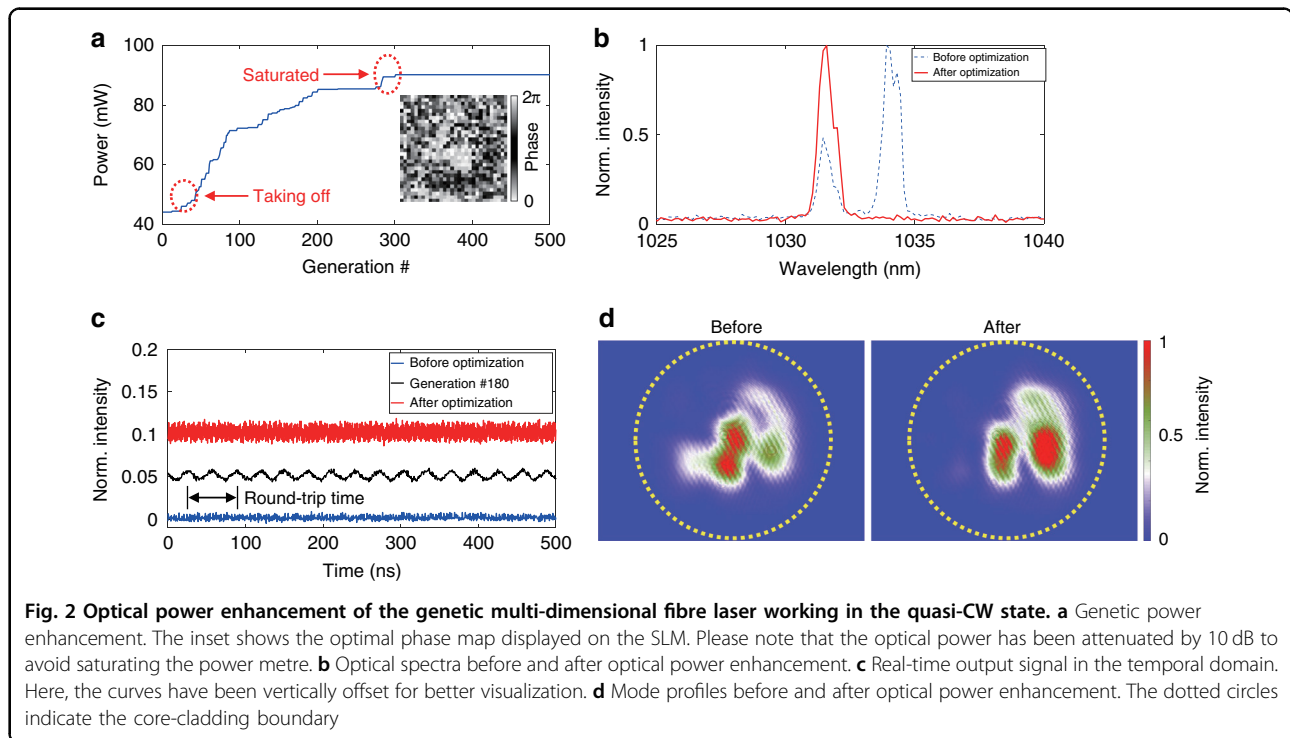 a
100
80
60
40
Power (mW)
Saturated
Taking off
2π
Phase
0
0
100
200
300
400
500
Generation #
b
1
0.5
0
Norm. intensity
Before optimization
After optimization
1025
1030
1035
1040
Wavelength (nm)
c
0.2
0.15
0.1
0.05
0
Norm. intensity
Bofore optimization
Generation #180
After optimization
Round-trip time
0
100
200
300
400
500
Time (ns)
d
Before
After
1
0.5
0
Norm. intensity
Fig. 2 Optical power enhancement of the genetic multi-dimensional fibre laser working in the quasi-CW state. a Genetic power
enhancement. The inset shows the optimal phase map displayed on the SLM. Please note that the optical power has been attenuated by 10 dB to
avoid saturating the power metre. b Optical spectra before and after optical power enhancement. c Real-time output signal in the temporal domain.
Here, the curves have been vertically offset for better visualization. d Mode profiles before and after optical power enhancement. The dotted circles
indicate the core-cladding boundary